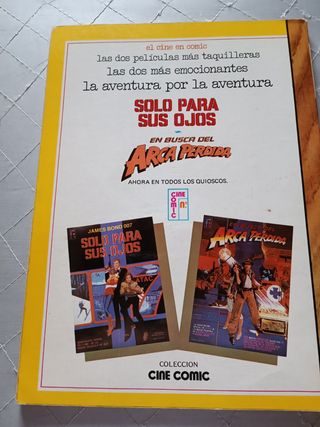 el cine en comic
las dos películas más taquilleras
las dos más emocionantes
la aventura por la aventura
SOLO PARA
SUS OJOS
EN BUSCA DEL
ARCA PERDIDA
AHORA EN TODOS LOS QUIOSCOS.
CINE
COMIC
JAMES BOND 007
SOLO PARA
SUS OJOS
ARCA PERDIDA
COLECCION
CINE COMIC